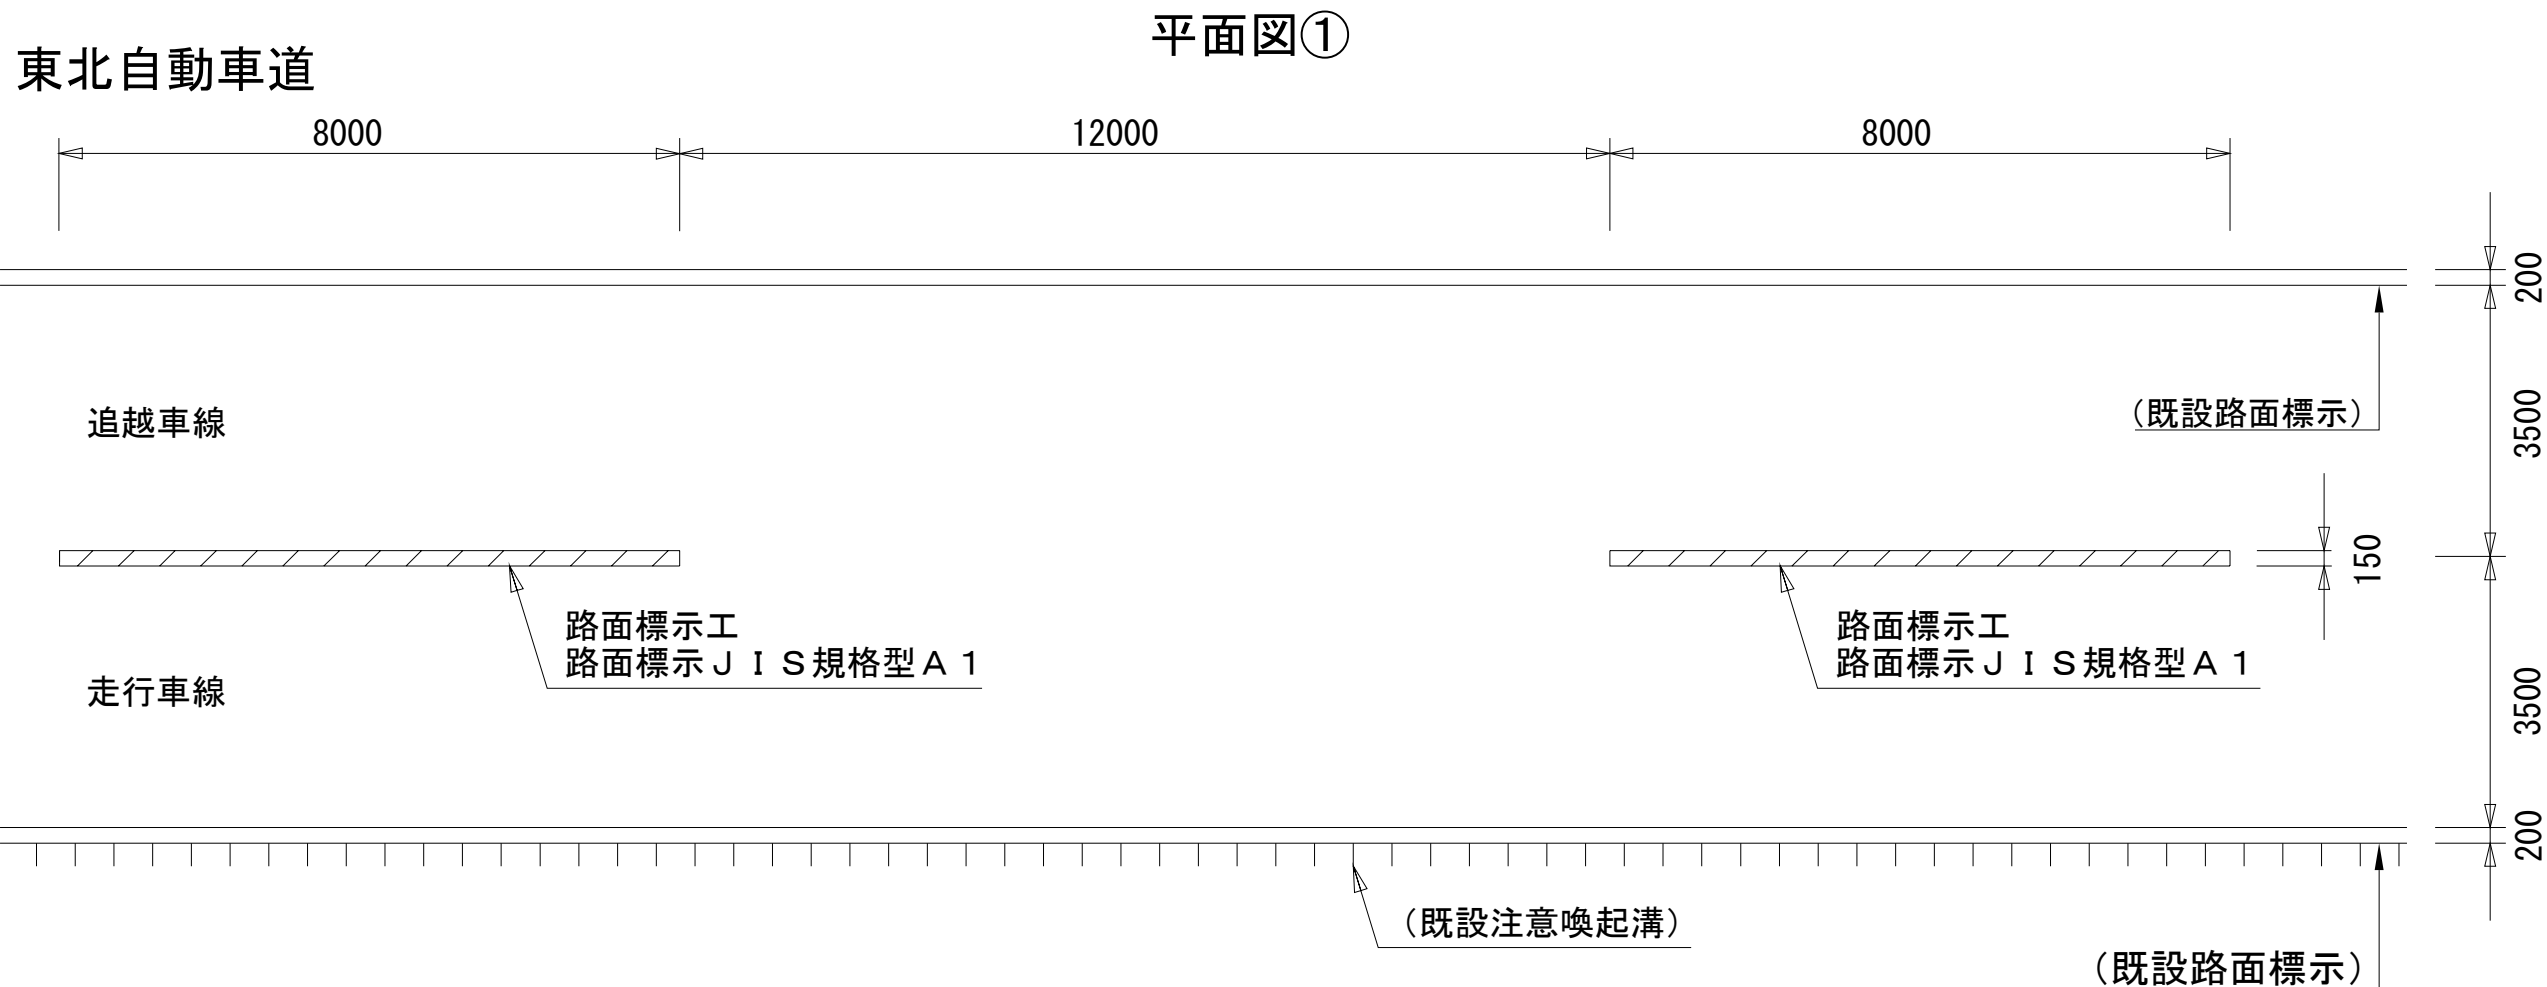 平面図①
東北自動車道
8000
12000
8000
200
追越車線
(既設路面標示)
3500
150
路面標示工
路面標示JIS規格型A1
路面標示工
路面標示JIS規格型A1
走行車線
3500
200
(既設注意喚起溝)
(既設路面標示)